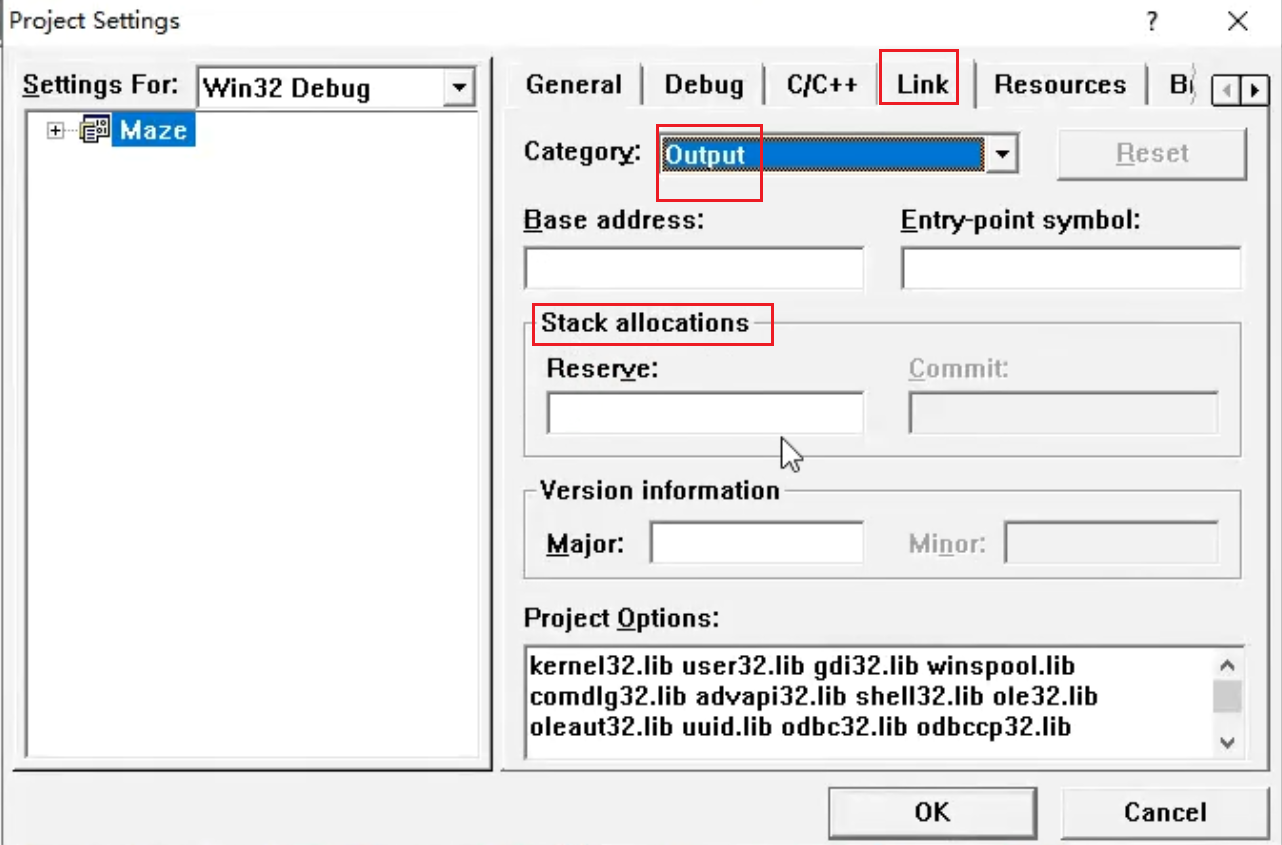 Project Settings
?
Settings For: Win32 Debug
Maze
General Debug C/C++ Link Resources
Category: Output Reset
Base address: Entry-point symbol:
Stack allocations
Reserve: Commit:
Version information
Major: Minor:
Project Options:
kernel32.lib user32.lib gdi32.lib winspool.lib
comdlg32.lib advapi32.lib shell32.lib ole32.lib
oleaut32.lib uuid.lib odbc32.lib odbccp32.lib
OK Cancel